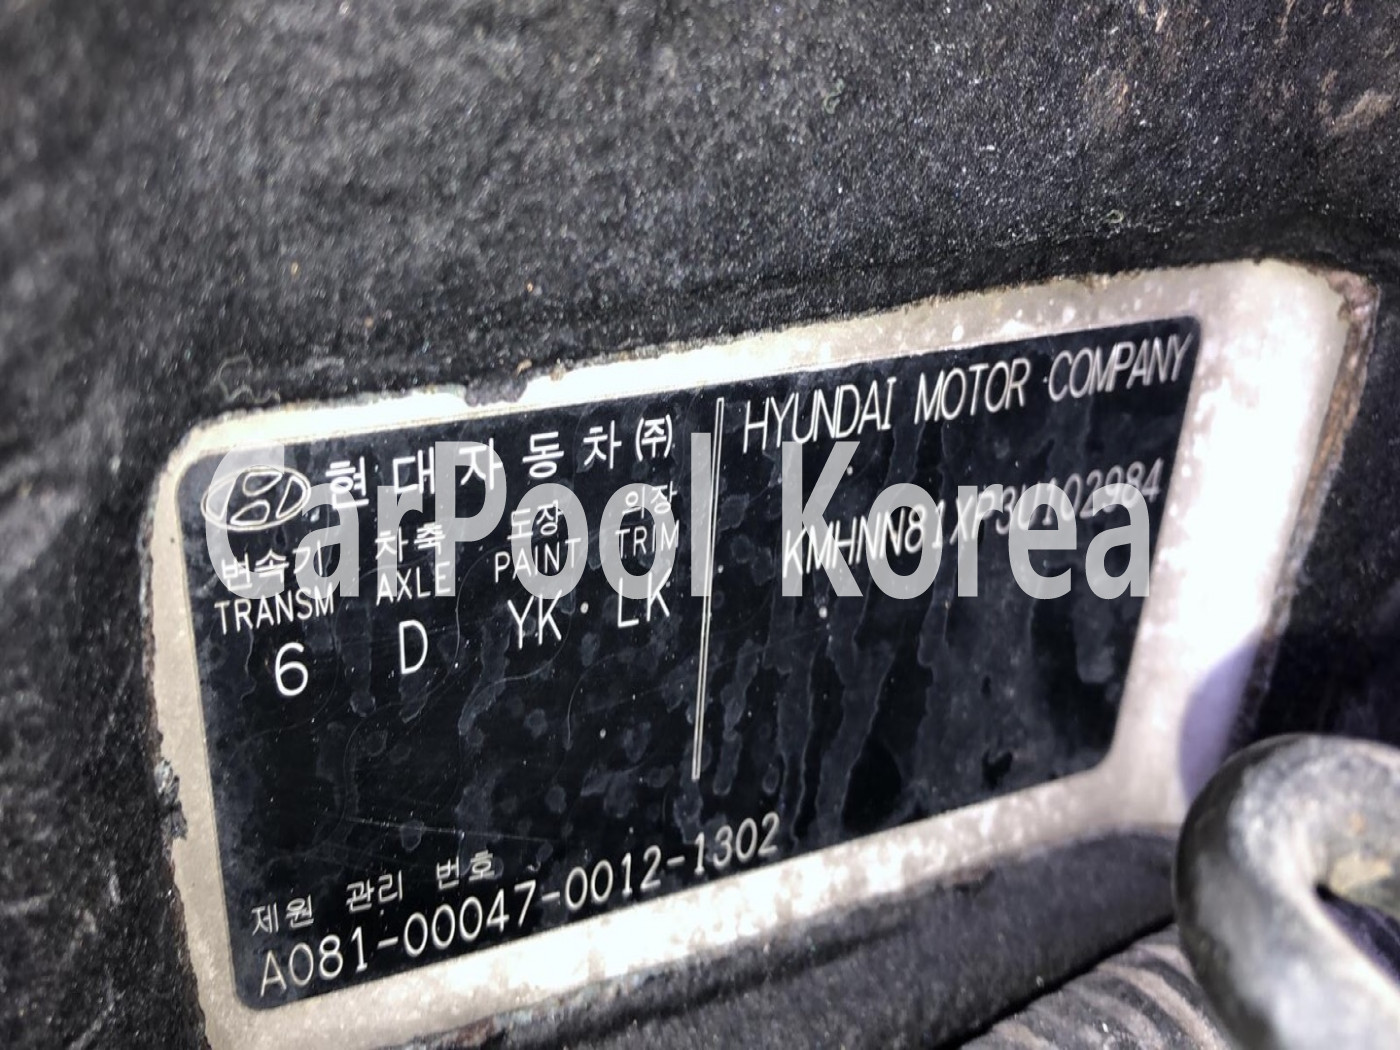 현대자동차(주)
변속기 차축 도장 의장
TRANSM AXLE PAINT TRIM
6 D YK LK
HYUNDAI MOTOR COMPANY
KMHNN81XP3U102984
제원 관리 번호
A081-00047-0012-1302
CarPool Korea